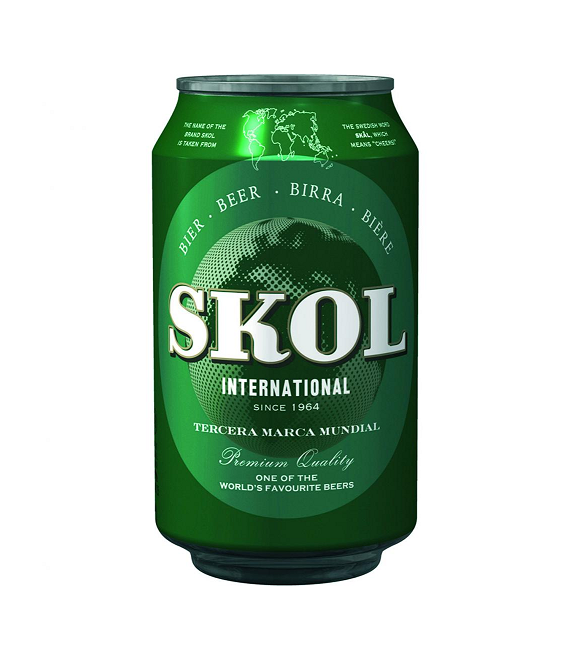 THE NAME OF THE
BRAND SKOL
IS TAKEN FROM
THE SWEDISH WORD
SKÅL, WHICH
MEANS "CHEERS!"
BIER · BEER · BIRRA · BIÈRE
SKOL
INTERNATIONAL
SINCE 1964
TERCERA MARCA MUNDIAL
Premium Quality
ONE OF THE
WORLD'S FAVOURITE BEERS